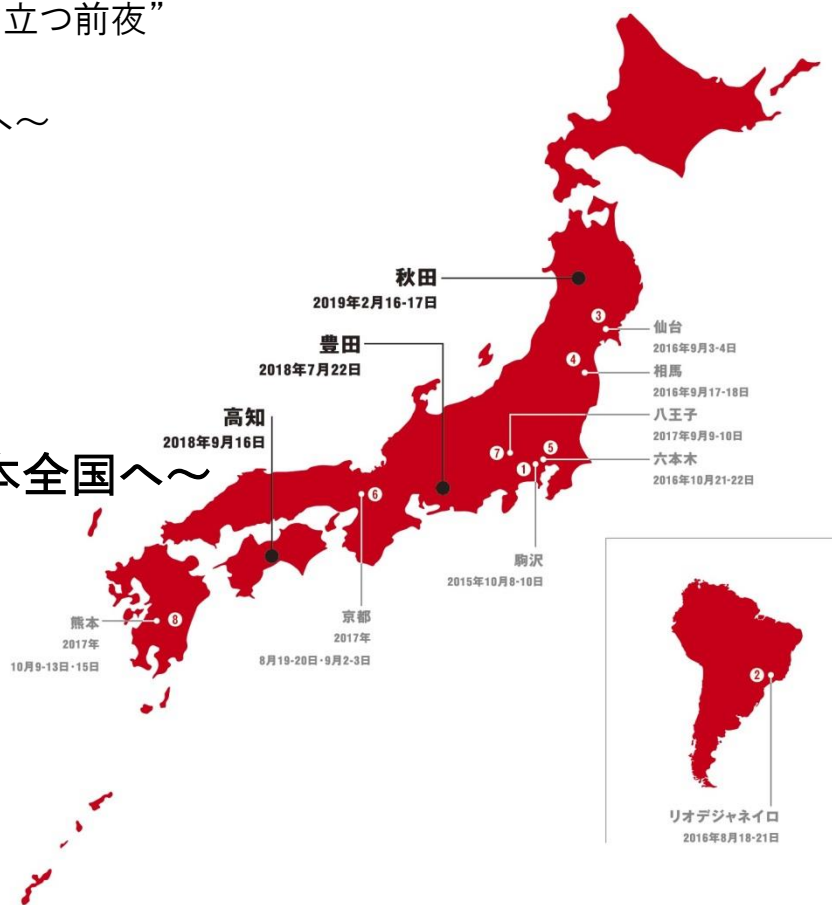 立つ前夜”
へ～
本全国へ～
秋田
2019年2月16-17日
豊田
2018年7月22日
高知
2018年9月16日
3
仙台
2016年9月3-4日
4
相馬
2016年9月17-18日
八王子
2017年9月9-10日
7
5
六本木
2016年10月21-22日
1
駒沢
2015年10月8-10日
6
京都
2017年
8月19-20日・9月2-3日
8
熊本
2017年
10月9-13日・15日
2
リオデジャネイロ
2016年8月18-21日